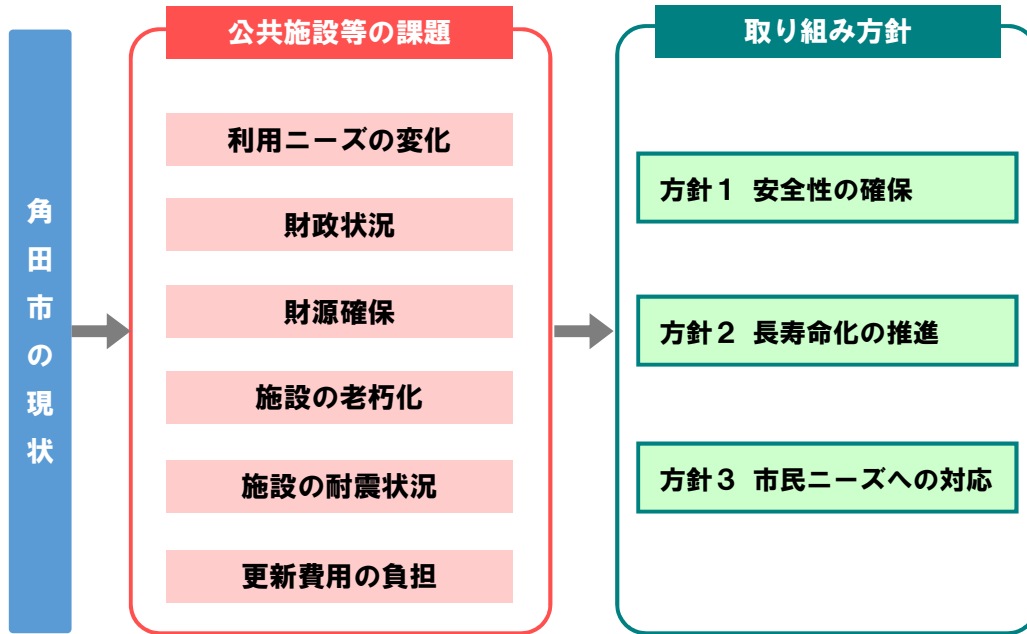 角田市の現状
公共施設等の課題
利用ニーズの変化
財政状況
財源確保
施設の老朽化
施設の耐震状況
更新費用の負担
取り組み方針
方針１ 安全性の確保
方針２ 長寿命化の推進
方針３ 市民ニーズへの対応